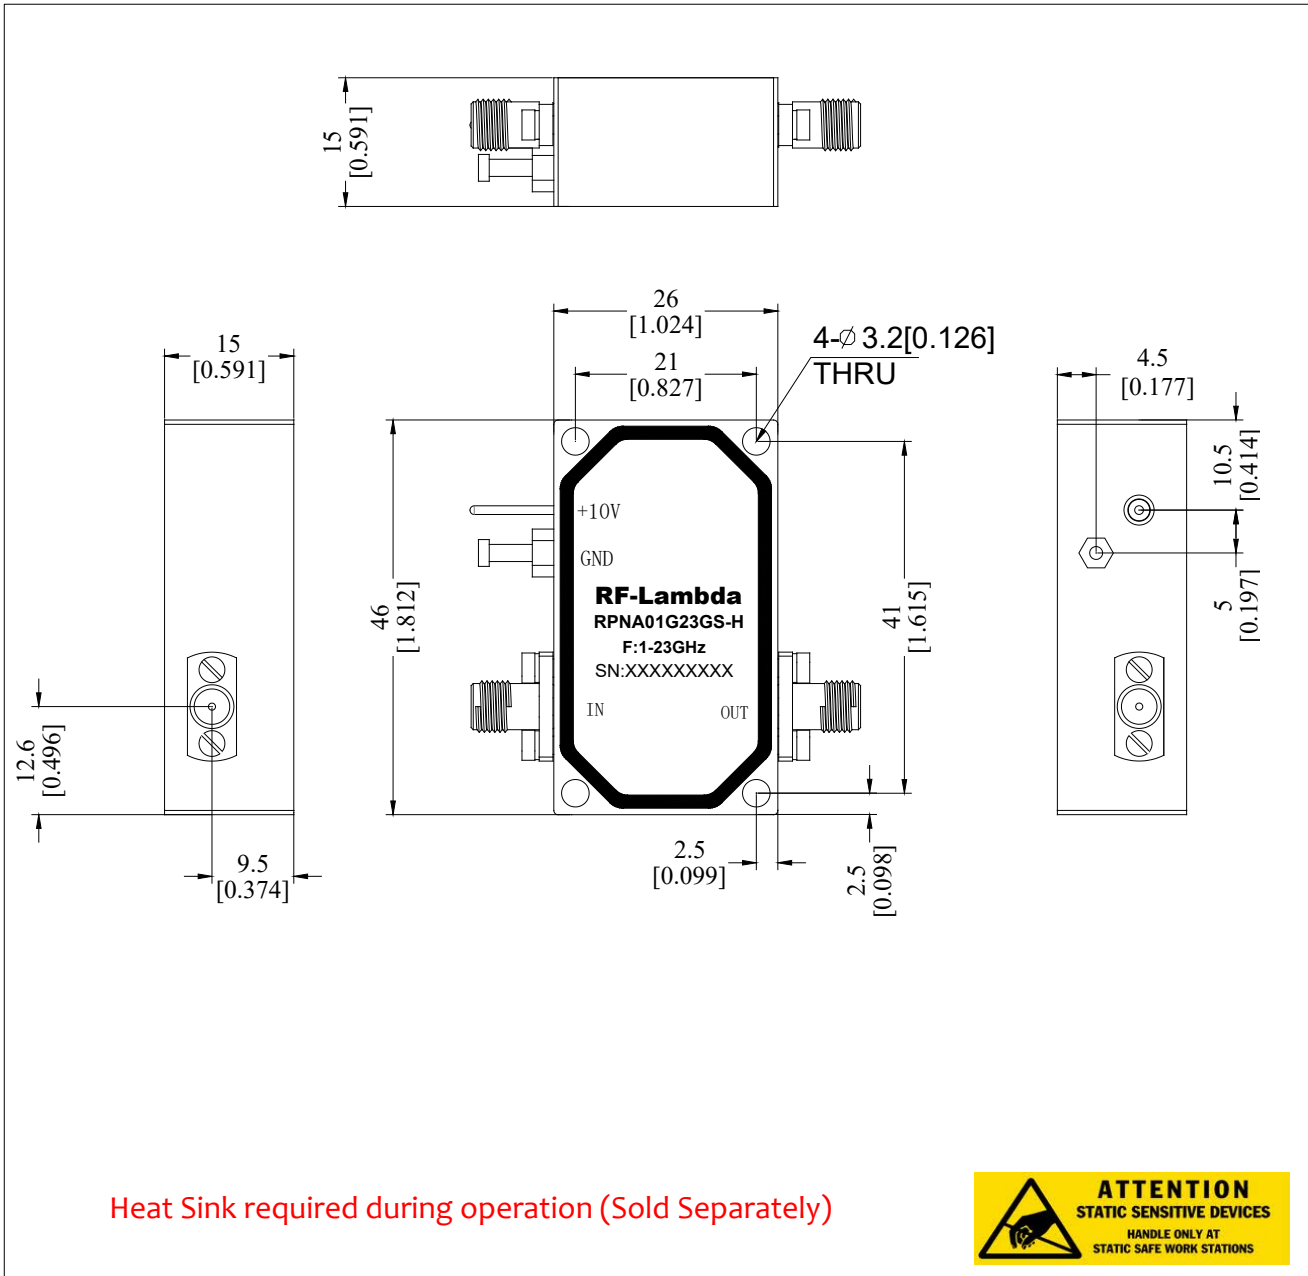 15
[0.591]
26
[1.024]
21
[0.827]
4-∅ 3.2[0.126]
THRU
15
[0.591]
4.5
[0.177]
10.5
[0.414]
5
[0.197]
+10V
GND
RF-Lambda
RPNA01G23GS-H
F:1-23GHz
SN:XXXXXXXXX
IN
OUT
46
[1.812]
41
[1.615]
12.6
[0.496]
9.5
[0.374]
2.5
[0.099]
2.5
[0.098]
Heat Sink required during operation (Sold Separately)
ATTENTION
STATIC SENSITIVE DEVICES
HANDLE ONLY AT
STATIC SAFE WORK STATIONS